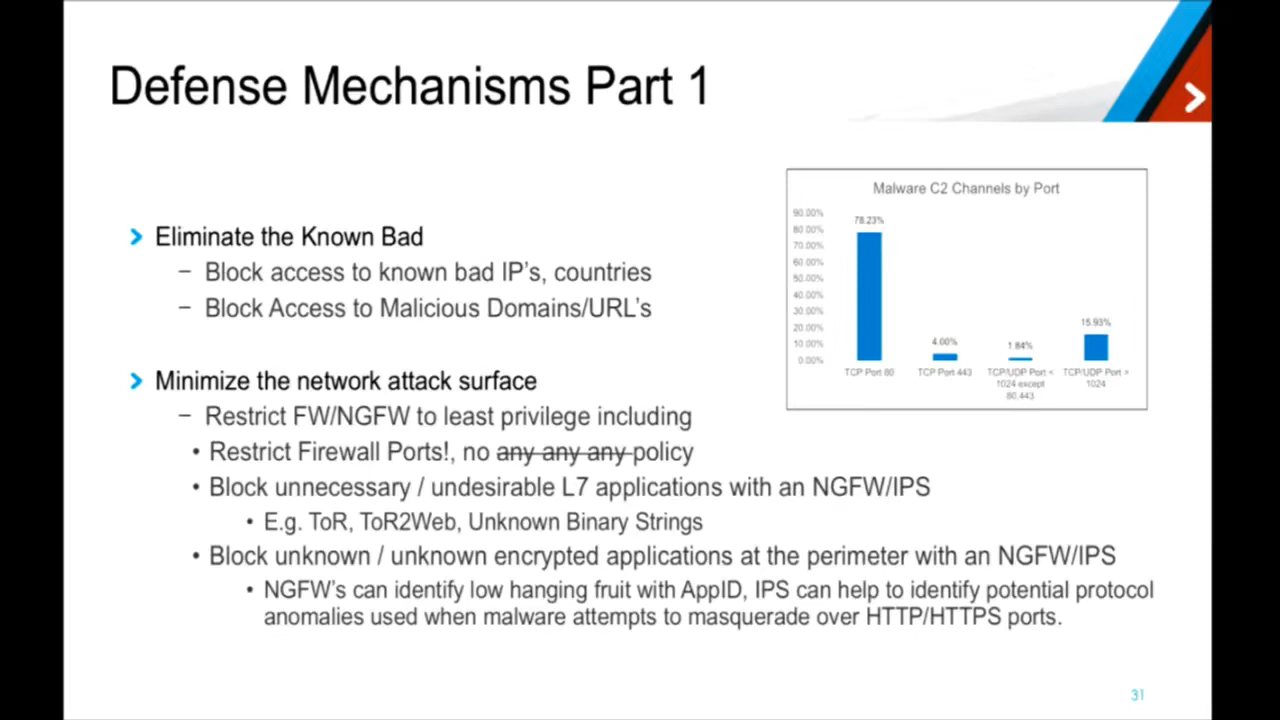 Defense Mechanisms Part 1
Eliminate the Known Bad
– Block access to known bad IP's, countries
– Block Access to Malicious Domains/URL's
Minimize the network attack surface
– Restrict FW/NGFW to least privilege including
• Restrict Firewall Ports!, no any any any policy
• Block unnecessary / undesirable L7 applications with an NGFW/IPS
• E.g. ToR, ToR2Web, Unknown Binary Strings
• Block unknown / unknown encrypted applications at the perimeter with an NGFW/IPS
• NGFW's can identify low hanging fruit with AppID, IPS can help to identify potential protocol
anomalies used when malware attempts to masquerade over HTTP/HTTPS ports.
Malware C2 Channels by Port
90.00%
80.00%
70.00%
60.00%
50.00%
40.00%
30.00%
20.00%
10.00%
0.00%
78.23%
4.00%
1.84%
15.93%
TCP Port 80
TCP Port 443
TCP/UDP Port <
1024 except
80,443
TCP/UDP Port >
1024
31